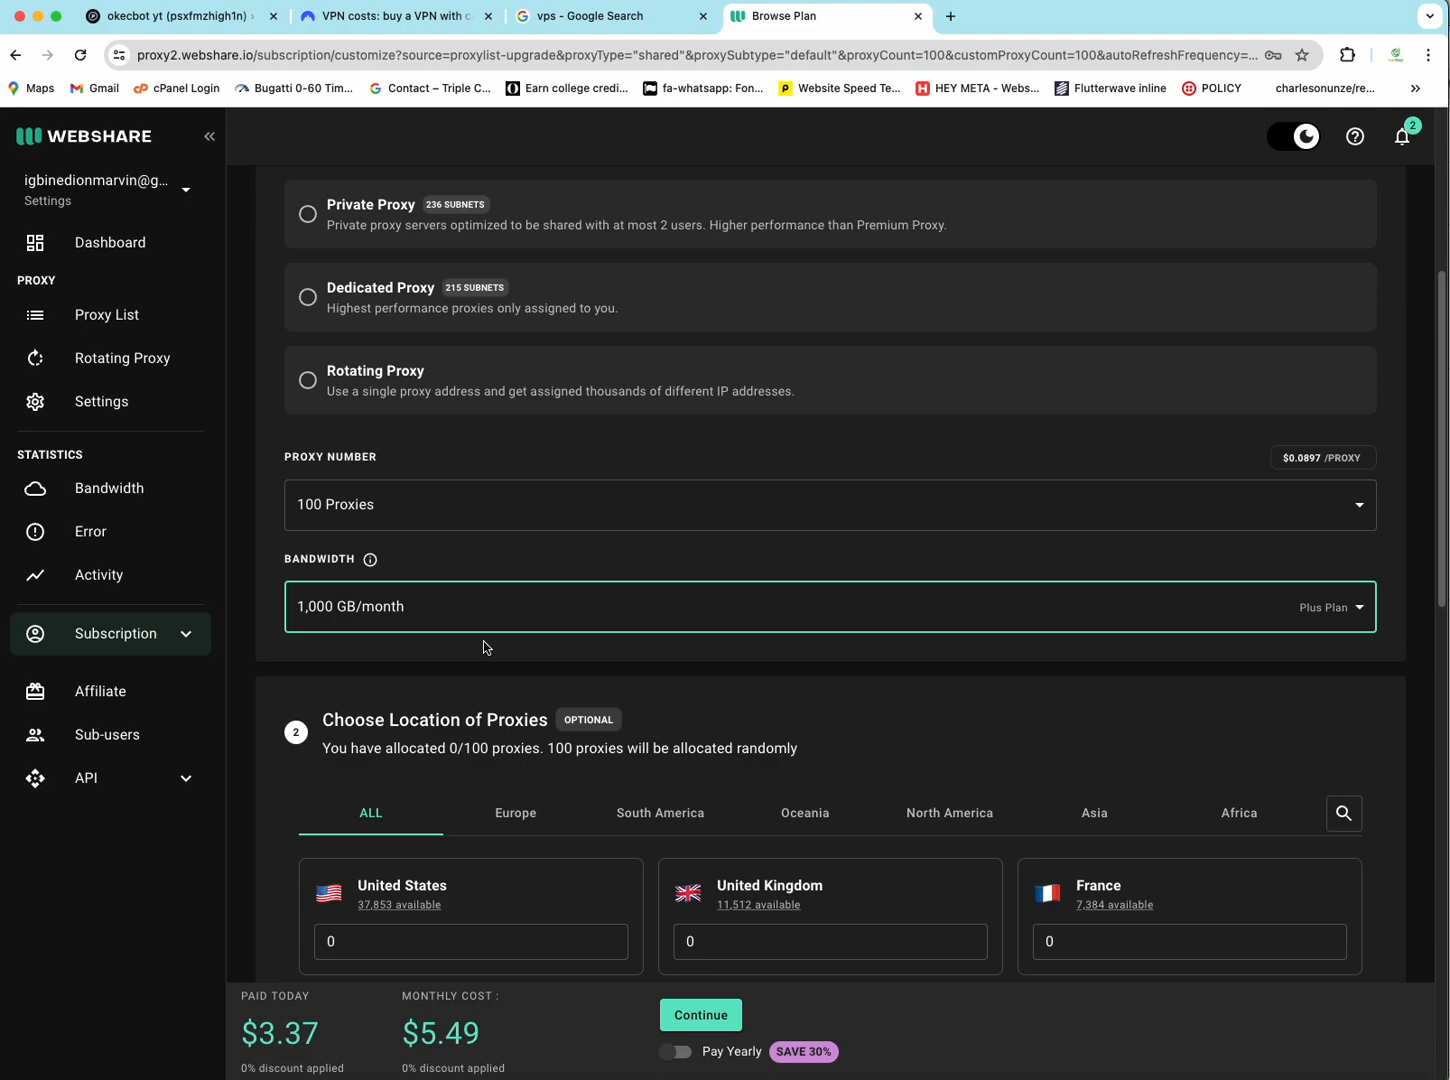 okecbot yt (psxfmzhigh1n)
VPN costs: buy a VPN with c
vps - Google Search
Browse Plan
proxy2.webshare.io/subscription/customize?source=proxylist-upgrade&proxyType="shared"&proxySubtype="default"&proxyCount=100&customProxyCount=100&autoRefreshFrequency=...
Maps
Gmail
cPanel Login
Bugatti 0-60 Tim...
Contact – Triple C...
Earn college credi...
fa-whatsapp: Fon...
Website Speed Te...
HEY META - Webs...
Flutterwave inline
POLICY
charlesonunze/re...
WEBSHARE
2
igbinedionmarvin@g...
Settings
Dashboard
PROXY
Proxy List
Rotating Proxy
Settings
STATISTICS
Bandwidth
Error
Activity
Subscription
Affiliate
Sub-users
API
Private Proxy 236 SUBNETS
Private proxy servers optimized to be shared with at most 2 users. Higher performance than Premium Proxy.
Dedicated Proxy 215 SUBNETS
Highest performance proxies only assigned to you.
Rotating Proxy
Use a single proxy address and get assigned thousands of different IP addresses.
PROXY NUMBER
$0.0897 /PROXY
100 Proxies
BANDWIDTH
1,000 GB/month
Plus Plan
2
Choose Location of Proxies OPTIONAL
You have allocated 0/100 proxies. 100 proxies will be allocated randomly
ALL
Europe
South America
Oceania
North America
Asia
Africa
United States
37,853 available
0
United Kingdom
11,512 available
0
France
7,384 available
0
PAID TODAY
$3.37
0% discount applied
MONTHLY COST :
$5.49
0% discount applied
Continue
Pay Yearly SAVE 30%